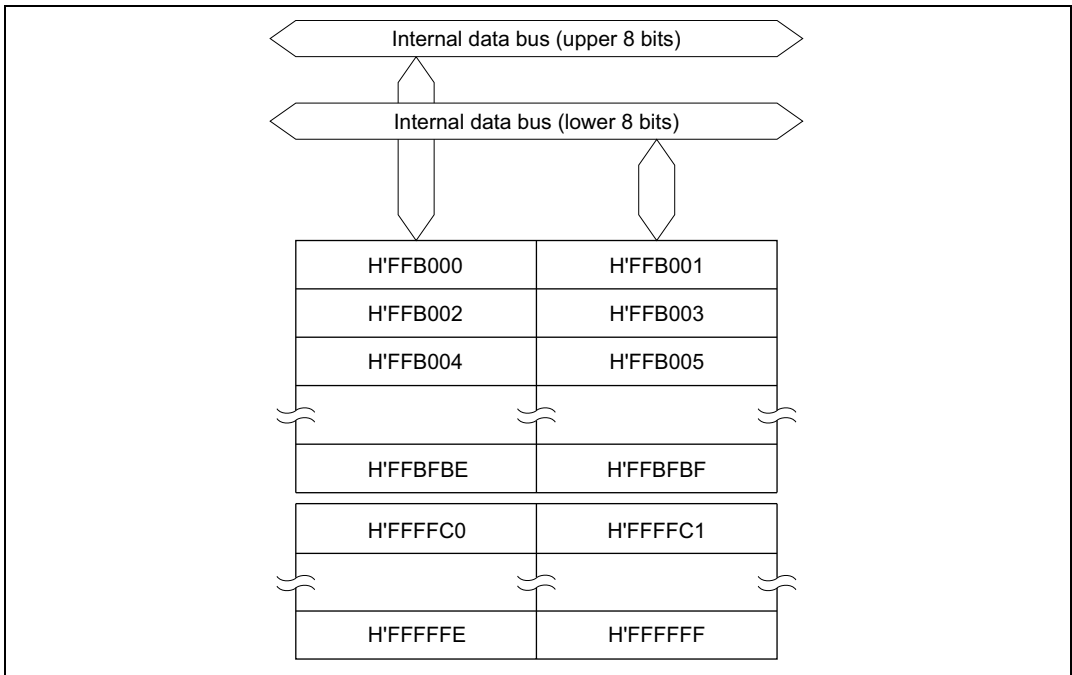 Internal data bus (upper 8 bits)
Internal data bus (lower 8 bits)
H'FFB000 H'FFB001
H'FFB002 H'FFB003
H'FFB004 H'FFB005
H'FFBFBE H'FFBFBF
H'FFFFC0 H'FFFFC1
H'FFFFFE H'FFFFFF